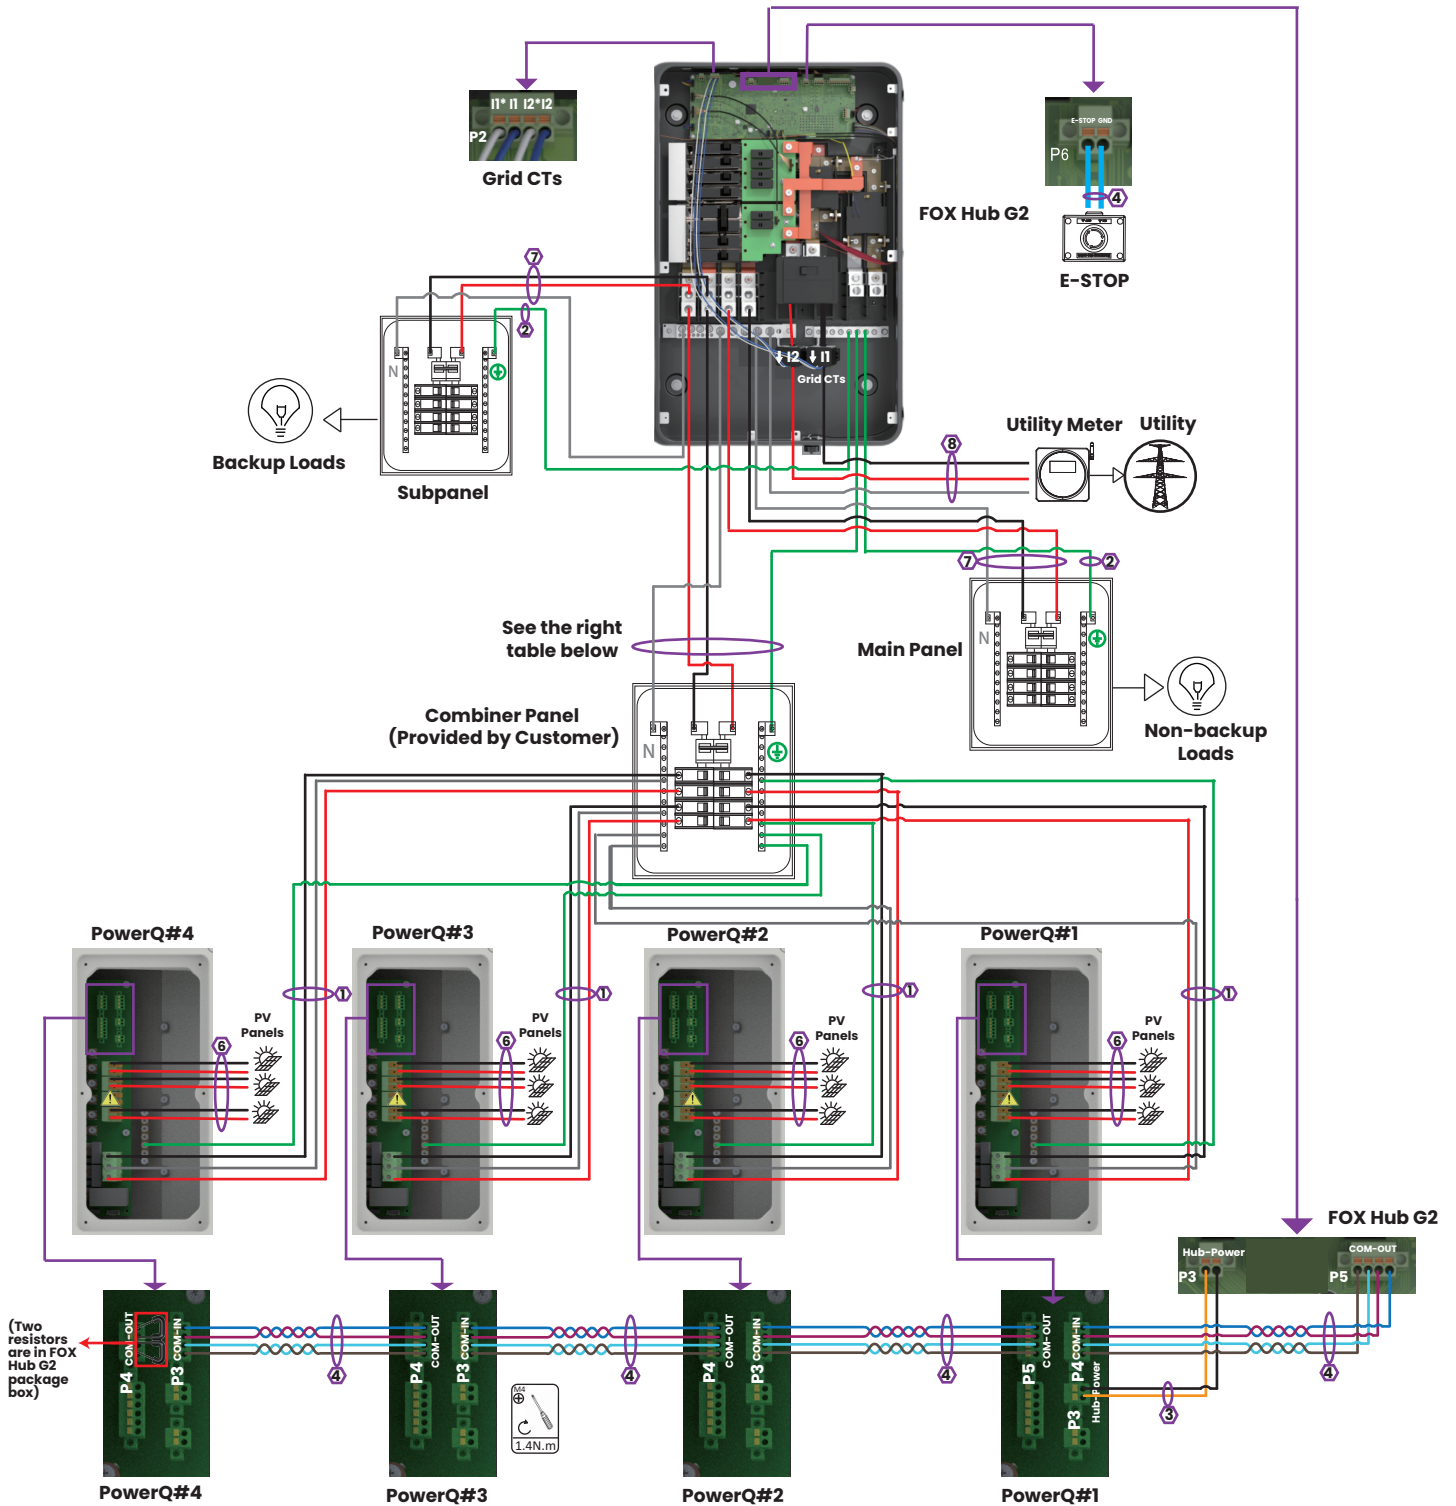 I1* I1 I2* I2
P2
Grid CTs
E-STOP GND
P6
4
E-STOP
FOX Hub G2
7
2
N
Backup Loads
Subpanel
I2 I1
Grid CTs
8
Utility Meter
Utility
7
2
N
Main Panel
Non-backup
Loads
See the right
table below
Combiner Panel
(Provided by Customer)
N
PowerQ#4
PowerQ#3
PowerQ#2
PowerQ#1
1
1
1
1
PV
Panels
6
PV
Panels
6
PV
Panels
6
PV
Panels
6
FOX Hub G2
Hub-Power
P3
COM-OUT
P5
(Two
resistors
are in FOX
Hub G2
package
box)
COM-OUT
P4
COM-IN
P3
4
COM-OUT
P4
COM-IN
P3
4
COM-OUT
P4
COM-IN
P3
4
COM-OUT
P5
COM-IN
P4
Hub-Power
P3
4
3
M4
1.4N.m
PowerQ#4
PowerQ#3
PowerQ#2
PowerQ#1